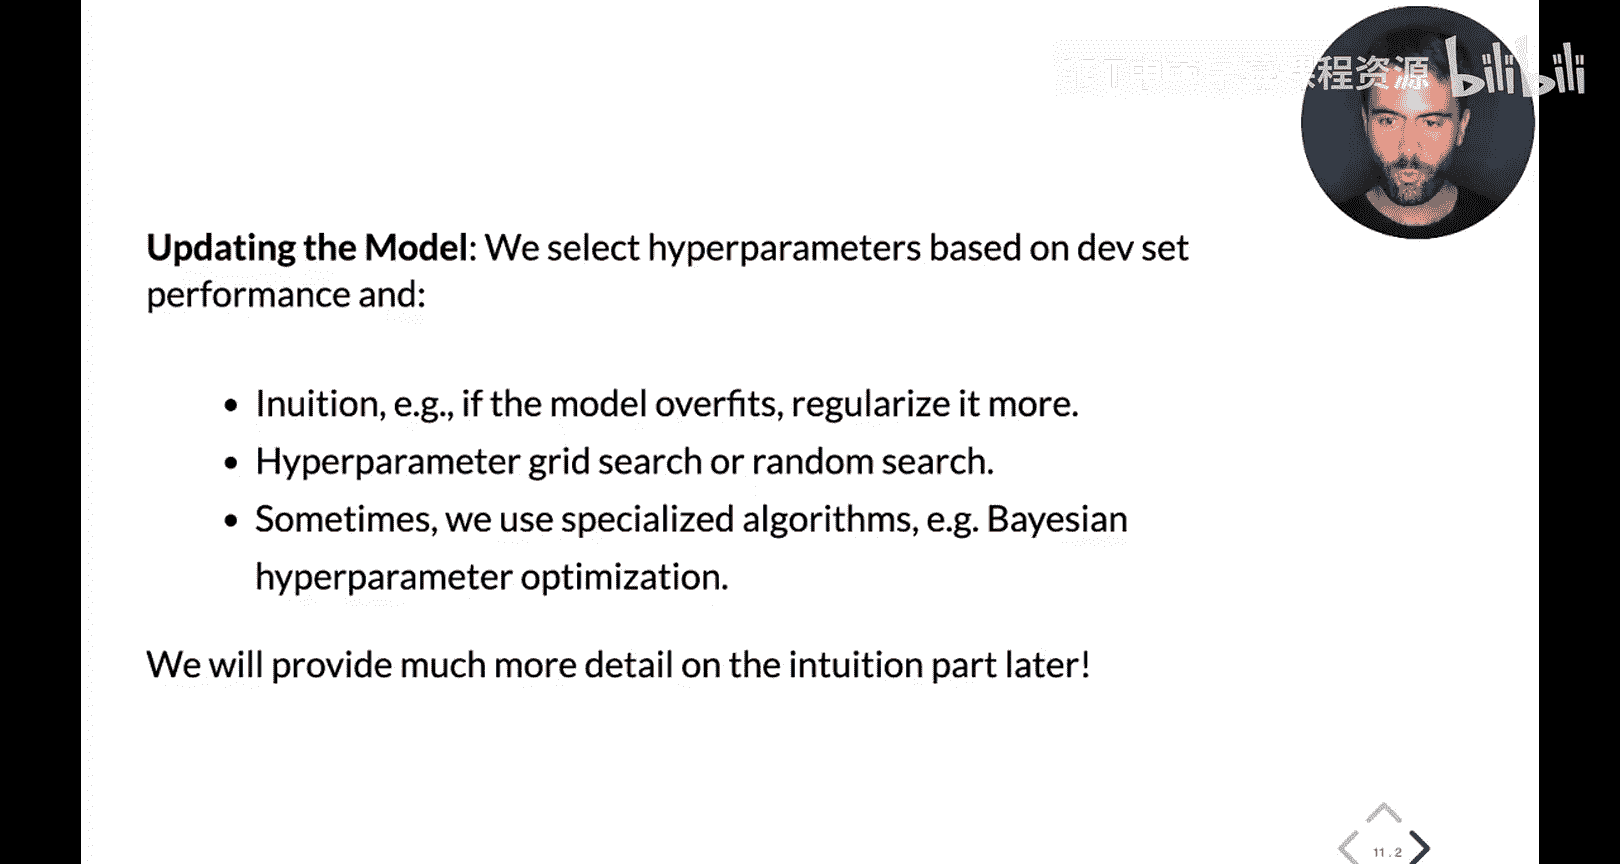 程资源 bilibili
Updating the Model: We select hyperparameters based on dev set
performance and:
• Inuition, e.g., if the model overfits, regularize it more.
• Hyperparameter grid search or random search.
• Sometimes, we use specialized algorithms, e.g. Bayesian
hyperparameter optimization.
We will provide much more detail on the intuition part later!
11.2